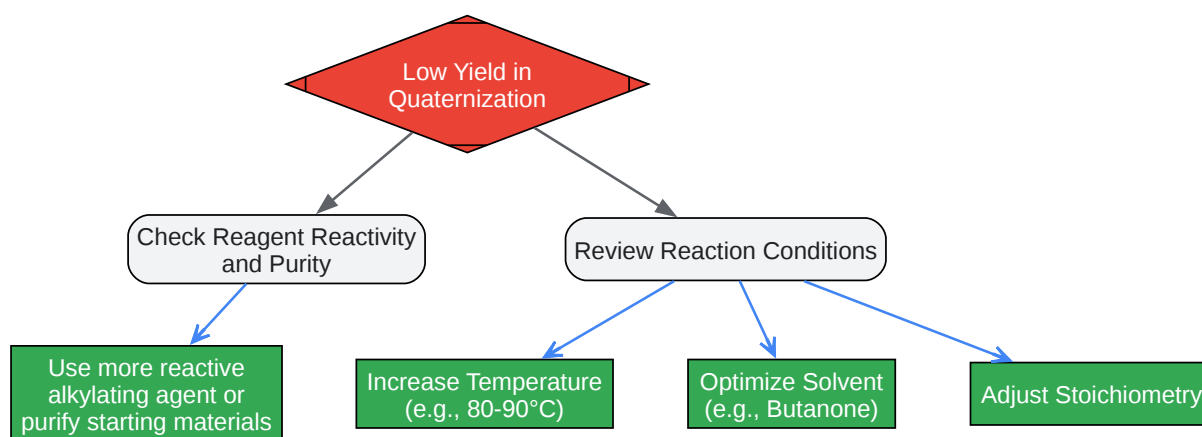 Low Yield in
Quaternization
Check Reagent Reactivity
and Purity
Review Reaction Conditions
Use more reactive
alkylating agent or
purify starting materials
Increase Temperature
(e.g., 80-90°C)
Optimize Solvent
(e.g., Butanone)
Adjust Stoichiometry